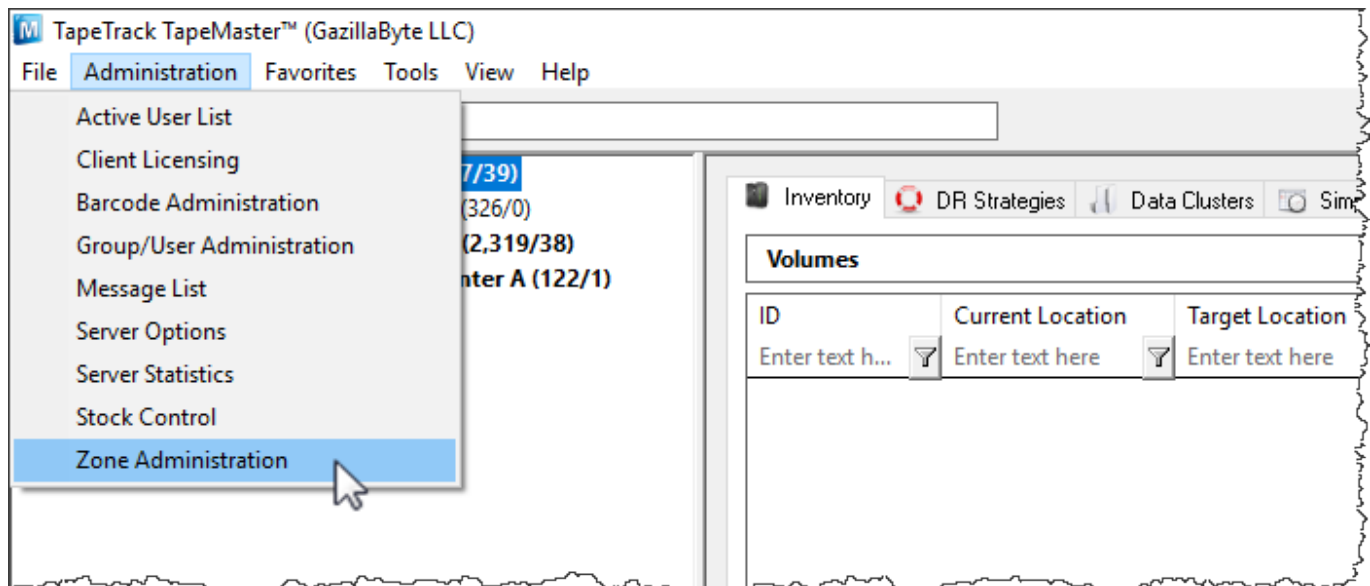 TapeTrack TapeMaster™ (GazillaByte LLC)
File Administration Favorites Tools View Help
Active User List
Client Licensing
Barcode Administration
Group/User Administration
Message List
Server Options
Server Statistics
Stock Control
Zone Administration
7/39)
(326/0)
(2,319/38)
nter A (122/1)
Inventory DR Strategies Data Clusters Sim
Volumes
ID Current Location Target Location
Enter text h... Enter text here Enter text here